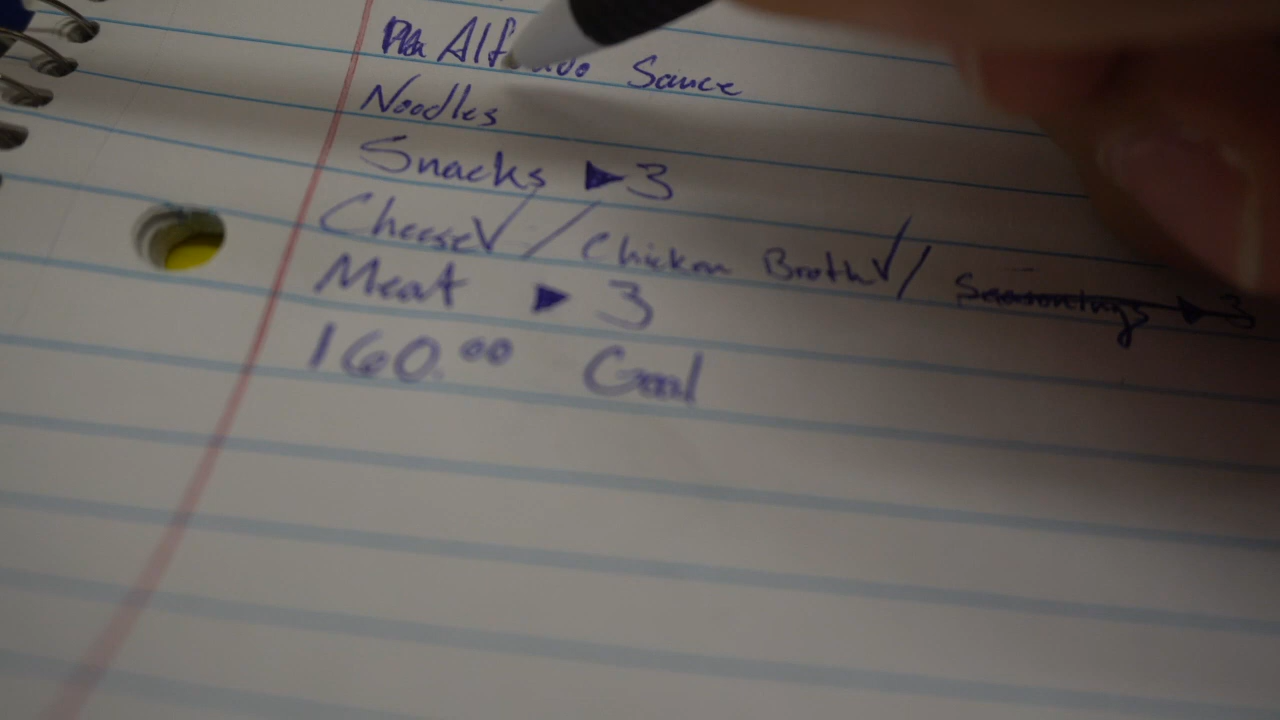 Alfredo Sauce
Noodles
Snacks ▶ 3
Cheese✓ / Chicken Broth✓ / Seasonings ▶ 3
Meat ▶ 3
160.00 Goal